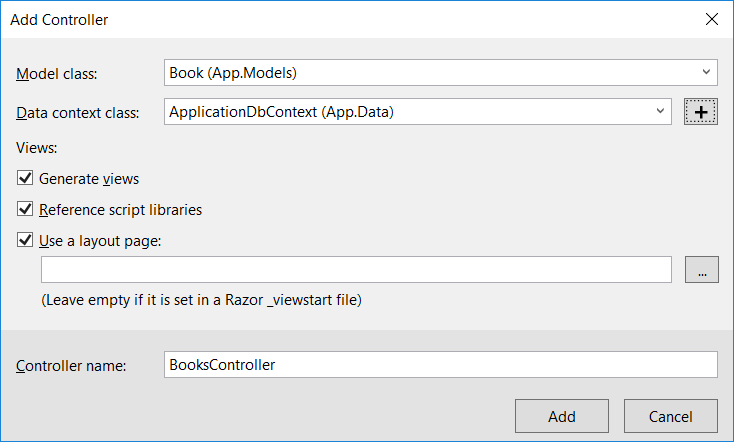 Add Controller
Model class: Book (App.Models)
Data context class: ApplicationDbContext (App.Data) +
Views:
Generate views
Reference script libraries
Use a layout page:
...
(Leave empty if it is set in a Razor _viewstart file)
Controller name: BooksController
Add Cancel